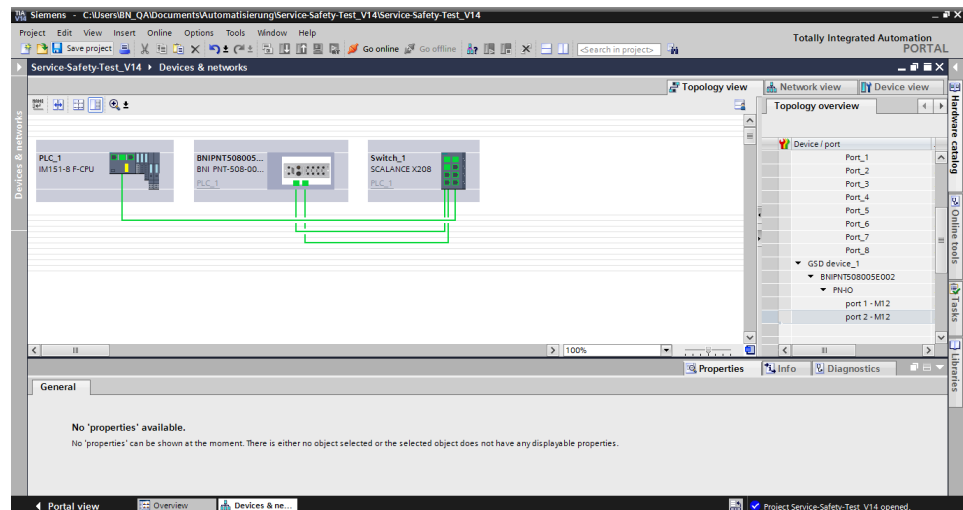 Siemens - C:\Users\BN_QA\Documents\Automatisierung\Service-Safety-Test_V14\Service-Safety-Test_V14
Project Edit View Insert Online Options Tools Window Help
Totally Integrated Automation
PORTAL
Save project
Go online
Go offline
<Search in project>
Service-Safety-Test_V14 ▸ Devices & networks
Topology view
Network view
Device view
Topology overview
Device / port
PLC_1
IM151-8 F-CPU
BNIPNT508005...
BNI PNT-508-00...
PLC_1
Switch_1
SCALANCE X208
PLC_1
Port_1
Port_2
Port_3
Port_4
Port_5
Port_6
Port_7
Port_8
GSD device_1
BNIPNT508005E002
PN-IO
port 1 - M12
port 2 - M12
100%
Devices & networks
Hardware catalog
Online tools
Tasks
Libraries
Properties
Info
Diagnostics
General
No 'properties' available.
No 'properties' can be shown at the moment. There is either no object selected or the selected object does not have any displayable properties.
Portal view
Overview
Devices & ne...
Project Service-Safety-Test_V14 opened.